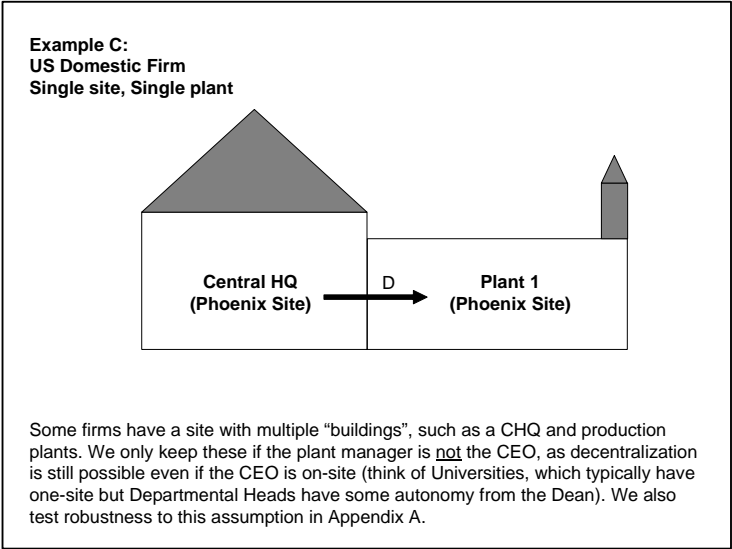 Example C:
US Domestic Firm
Single site, Single plant
Central HQ
(Phoenix Site)
D
Plant 1
(Phoenix Site)
Some firms have a site with multiple “buildings”, such as a CHQ and production
plants. We only keep these if the plant manager is not the CEO, as decentralization
is still possible even if the CEO is on-site (think of Universities, which typically have
one-site but Departmental Heads have some autonomy from the Dean). We also
test robustness to this assumption in Appendix A.